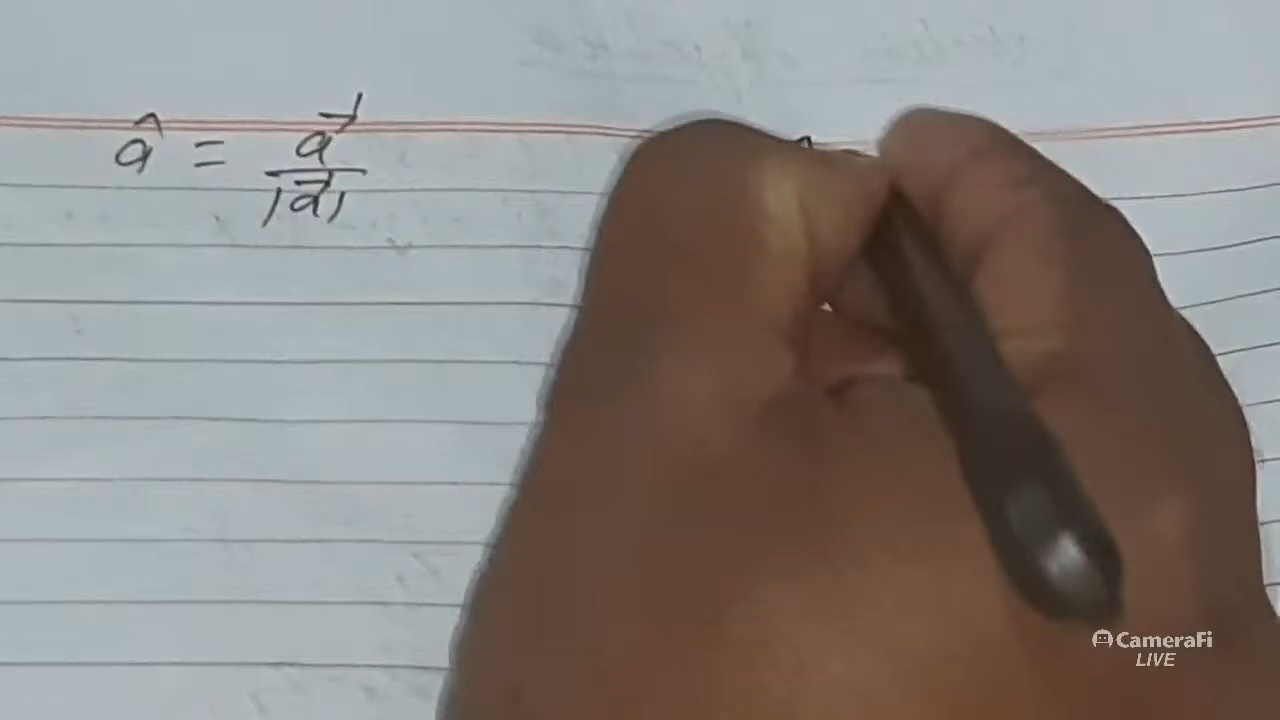 â = a⃗ / |a⃗|
CameraFi
LIVE